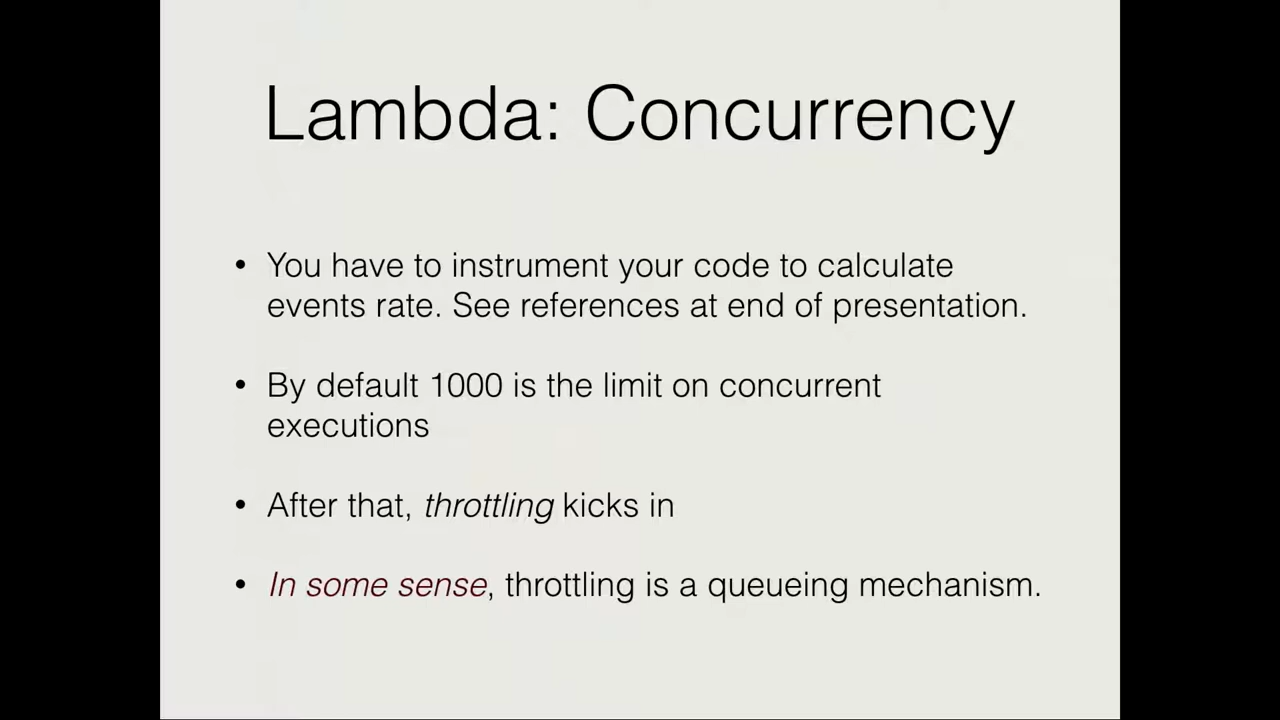 Lambda: Concurrency
• You have to instrument your code to calculate
events rate. See references at end of presentation.
• By default 1000 is the limit on concurrent
executions
• After that, throttling kicks in
• In some sense, throttling is a queueing mechanism.